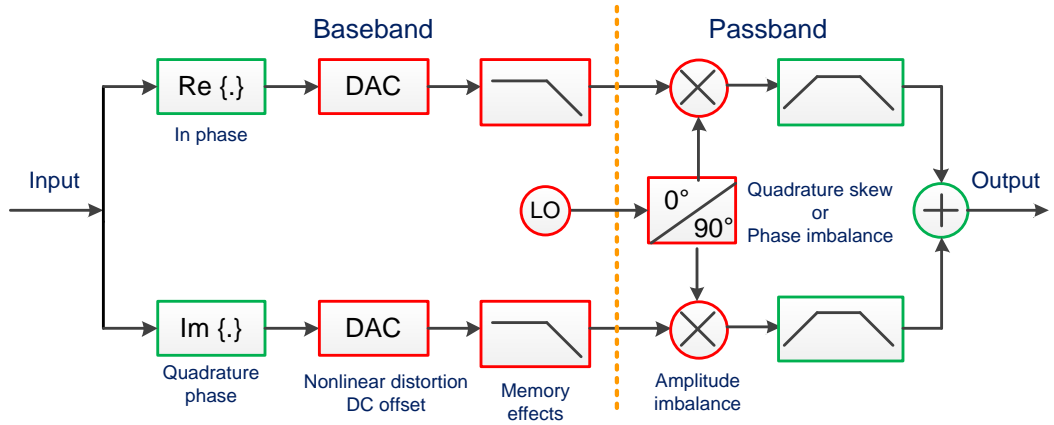 Baseband
Passband
Re {.}
DAC
In phase
Input
LO
0°
90°
Quadrature skew
or
Phase imbalance
Output
Im {.}
DAC
Quadrature
phase
Nonlinear distortion
DC offset
Memory
effects
Amplitude
imbalance